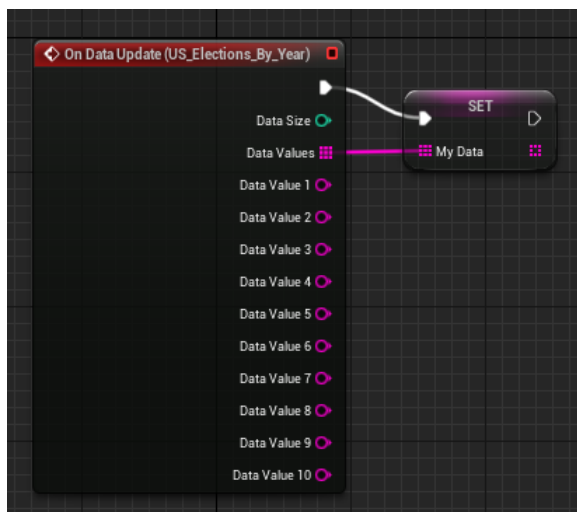 On Data Update (US_Elections_By_Year)
SET
Data Size
Data Values
My Data
Data Value 1
Data Value 2
Data Value 3
Data Value 4
Data Value 5
Data Value 6
Data Value 7
Data Value 8
Data Value 9
Data Value 10